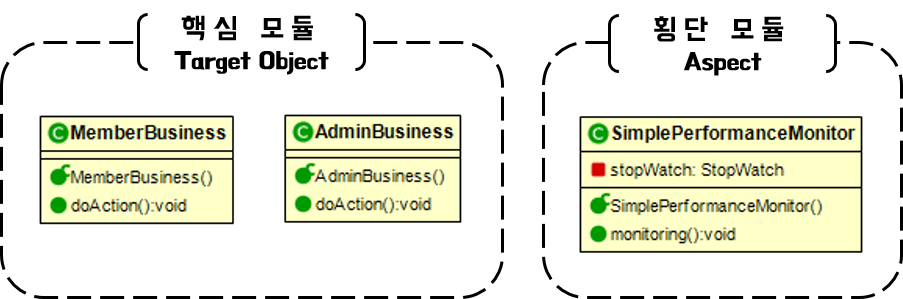 핵심 모듈
Target Object
C MemberBusiness
MemberBusiness()
doAction():void
C AdminBusiness
AdminBusiness()
doAction():void
횡단 모듈
Aspect
C SimplePerformanceMonitor
stopWatch: StopWatch
SimplePerformanceMonitor()
monitoring():void